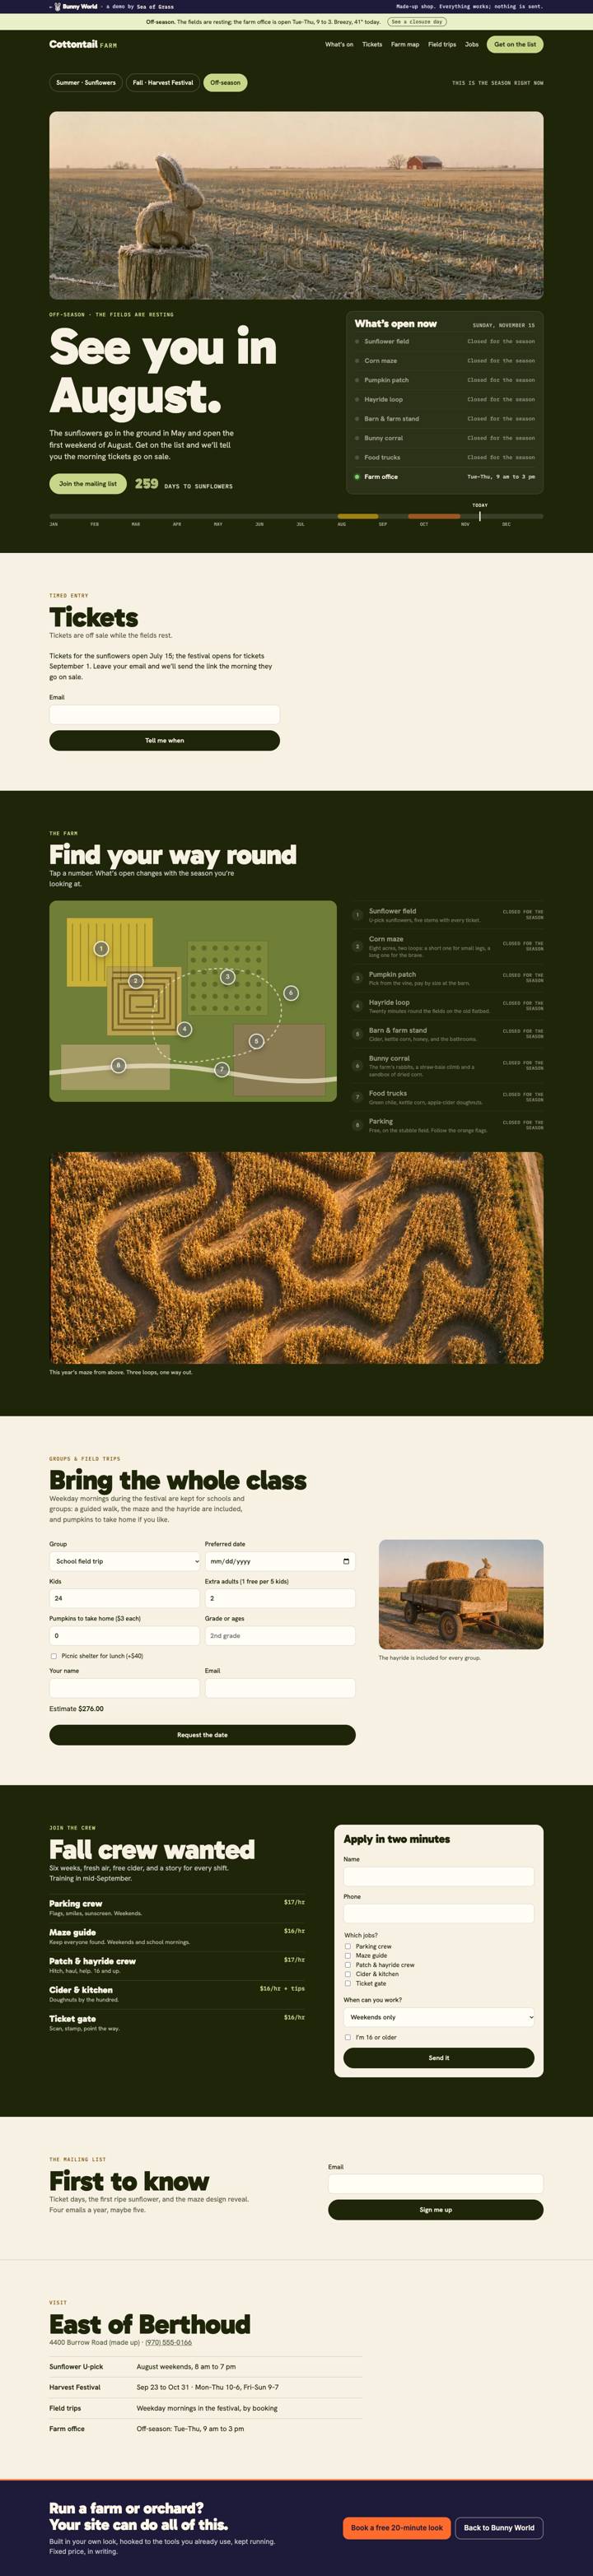 ← Bunny World · a demo by Sea of Grass
Made-up shop. Everything works; nothing is sent.
Off-season. The fields are resting; the farm office is open Tue–Thu, 9 to 3. Breezy, 41° today.
See a closure day
Cottontail FARM
What's on
Tickets
Farm map
Field trips
Jobs
Get on the list
Summer · Sunflowers
Fall · Harvest Festival
Off-season
THIS IS THE SEASON RIGHT NOW
OFF-SEASON · THE FIELDS ARE RESTING
See you in
August.
The sunflowers go in the ground in May and open the
first weekend of August. Get on the list and we'll tell
you the morning tickets go on sale.
Join the mailing list
259 DAYS TO SUNFLOWERS
What's open now
SUNDAY, NOVEMBER 15
Sunflower field Closed for the season
Corn maze Closed for the season
Pumpkin patch Closed for the season
Hayride loop Closed for the season
Barn & farm stand Closed for the season
Bunny corral Closed for the season
Food trucks Closed for the season
Farm office Tue–Thu, 9 am to 3 pm
TODAY
JAN FEB MAR APR MAY JUN JUL AUG SEP OCT NOV DEC
TIMED ENTRY
Tickets
Tickets are off sale while the fields rest.
Tickets for the sunflowers open July 15; the festival opens for tickets
September 1. Leave your email and we'll send the link the morning they
go on sale.
Email
Tell me when
THE FARM
Find your way round
Tap a number. What's open changes with the season you're
looking at.
1
2
3
6
4
5
8
7
1 Sunflower field
U-pick sunflowers, five stems with every ticket.
CLOSED FOR THE
SEASON
2 Corn maze
Eight acres, two loops: a short one for small legs, a
long one for the brave.
CLOSED FOR THE
SEASON
3 Pumpkin patch
Pick from the vine, pay by size at the barn.
CLOSED FOR THE
SEASON
4 Hayride loop
Twenty minutes round the fields on the old flatbed.
CLOSED FOR THE
SEASON
5 Barn & farm stand
Cider, kettle corn, honey, and the bathrooms.
CLOSED FOR THE
SEASON
6 Bunny corral
The farm's rabbits, a straw-bale climb and a
sandbox of dried corn.
CLOSED FOR THE
SEASON
7 Food trucks
Green chile, kettle corn, apple-cider doughnuts.
CLOSED FOR THE
SEASON
8 Parking
Free, on the stubble field. Follow the orange flags.
CLOSED FOR THE
SEASON
This year's maze from above. Three loops, one way out.
GROUPS & FIELD TRIPS
Bring the whole class
Weekday mornings during the festival are kept for schools and
groups: a guided walk, the maze and the hayride are included,
and pumpkins to take home if you like.
Group
Preferred date
School field trip
mm/dd/yyyy
Kids
Extra adults (1 free per 5 kids)
24
2
Pumpkins to take home ($3 each)
Grade or ages
0
2nd grade
Picnic shelter for lunch (+$40)
Your name
Email
Estimate $276.00
Request the date
The hayride is included for every group.
JOIN THE CREW
Fall crew wanted
Six weeks, fresh air, free cider, and a story for every shift.
Training in mid-September.
Parking crew $17/hr
Flags, smiles, sunscreen. Weekends.
Maze guide $16/hr
Keep everyone found. Weekends and school mornings.
Patch & hayride crew $17/hr
Hitch, haul, help. 16 and up.
Cider & kitchen $16/hr + tips
Doughnuts by the hundred.
Ticket gate $16/hr
Scan, stamp, point the way.
Apply in two minutes
Name
Phone
Which jobs?
Parking crew
Maze guide
Patch & hayride crew
Cider & kitchen
Ticket gate
When can you work?
Weekends only
I'm 16 or older
Send it
THE MAILING LIST
First to know
Ticket days, the first ripe sunflower, and the maze design reveal.
Four emails a year, maybe five.
Email
Sign me up
VISIT
East of Berthoud
4400 Burrow Road (made up) · (970) 555-0166
Sunflower U-pick August weekends, 8 am to 7 pm
Harvest Festival Sep 23 to Oct 31 · Mon–Thu 10–6, Fri–Sun 9–7
Field trips Weekday mornings in the festival, by booking
Farm office Off-season: Tue–Thu, 9 am to 3 pm
Run a farm or orchard?
Your site can do all of this.
Built in your own look, hooked to the tools you already use, kept running.
Fixed price, in writing.
Book a free 20-minute look
Back to Bunny World